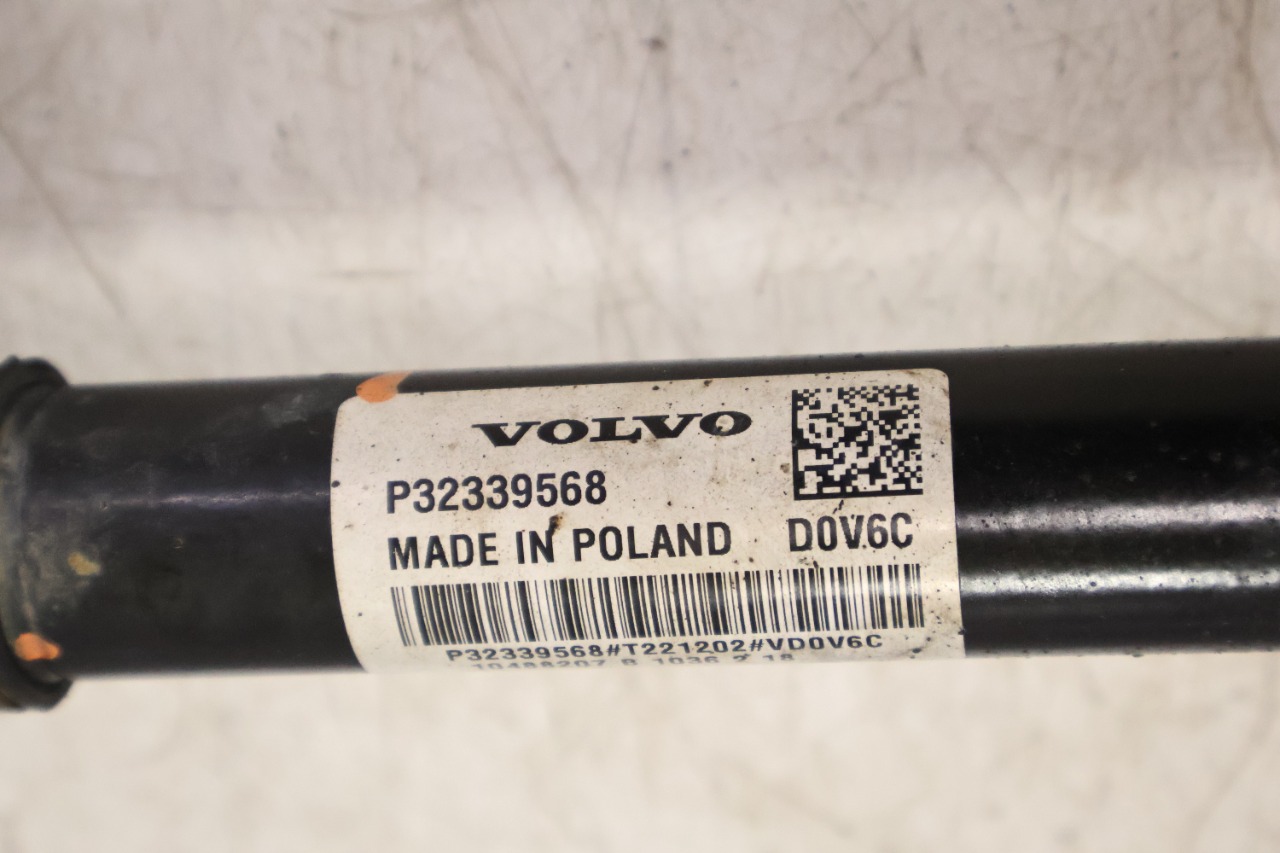 VOLVO
P32339568
MADE IN POLAND D0V6C
P32339568#T221202#VD0V6C